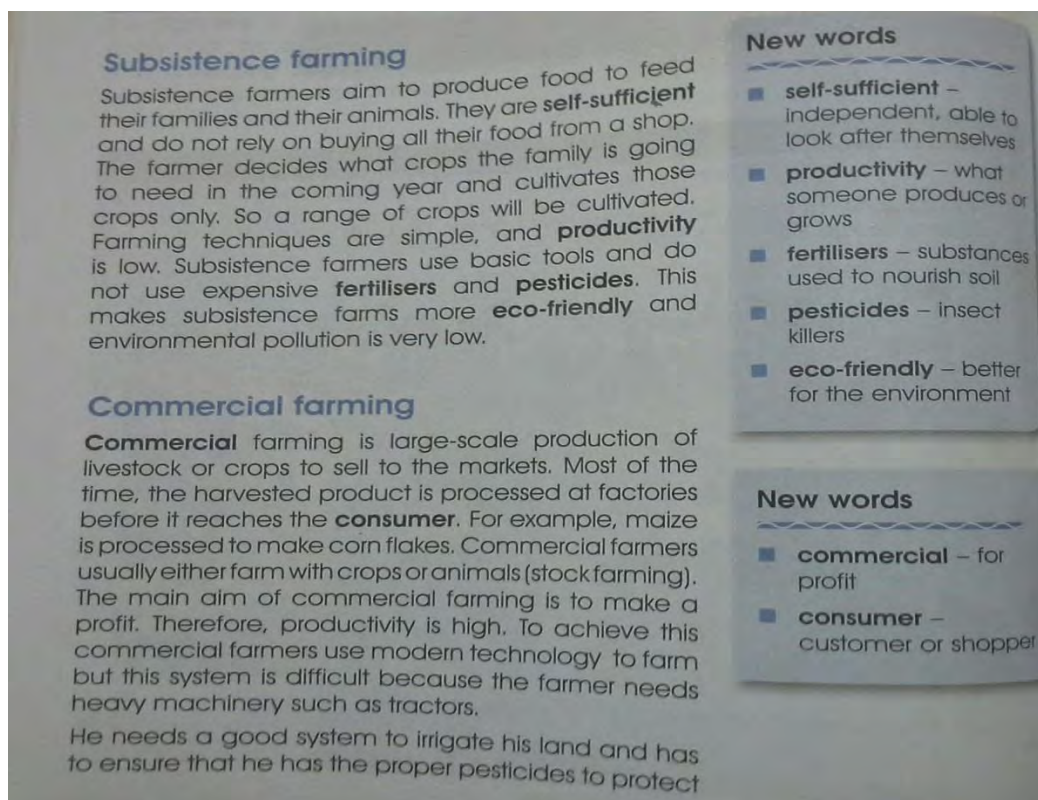 Subsistence farming
Subsistence farmers aim to produce food to feed
their families and their animals. They are self-sufficient
and do not rely on buying all their food from a shop.
The farmer decides what crops the family is going
to need in the coming year and cultivates those
crops only. So a range of crops will be cultivated.
Farming techniques are simple, and productivity
is low. Subsistence farmers use basic tools and do
not use expensive fertilisers and pesticides. This
makes subsistence farms more eco-friendly and
environmental pollution is very low.
Commercial farming
Commercial farming is large-scale production of
livestock or crops to sell to the markets. Most of the
time, the harvested product is processed at factories
before it reaches the consumer. For example, maize
is processed to make corn flakes. Commercial farmers
usually either farm with crops or animals (stock farming).
The main aim of commercial farming is to make a
profit. Therefore, productivity is high. To achieve this
commercial farmers use modern technology to farm
but this system is difficult because the farmer needs
heavy machinery such as tractors.
He needs a good system to irrigate his land and has
to ensure that he has the proper pesticides to protect
New words
self-sufficient –
independent, able to
look after themselves
productivity – what
someone produces or
grows
fertilisers – substances
used to nourish soil
pesticides – insect
killers
eco-friendly – better
for the environment
New words
commercial – for
profit
consumer –
customer or shopper